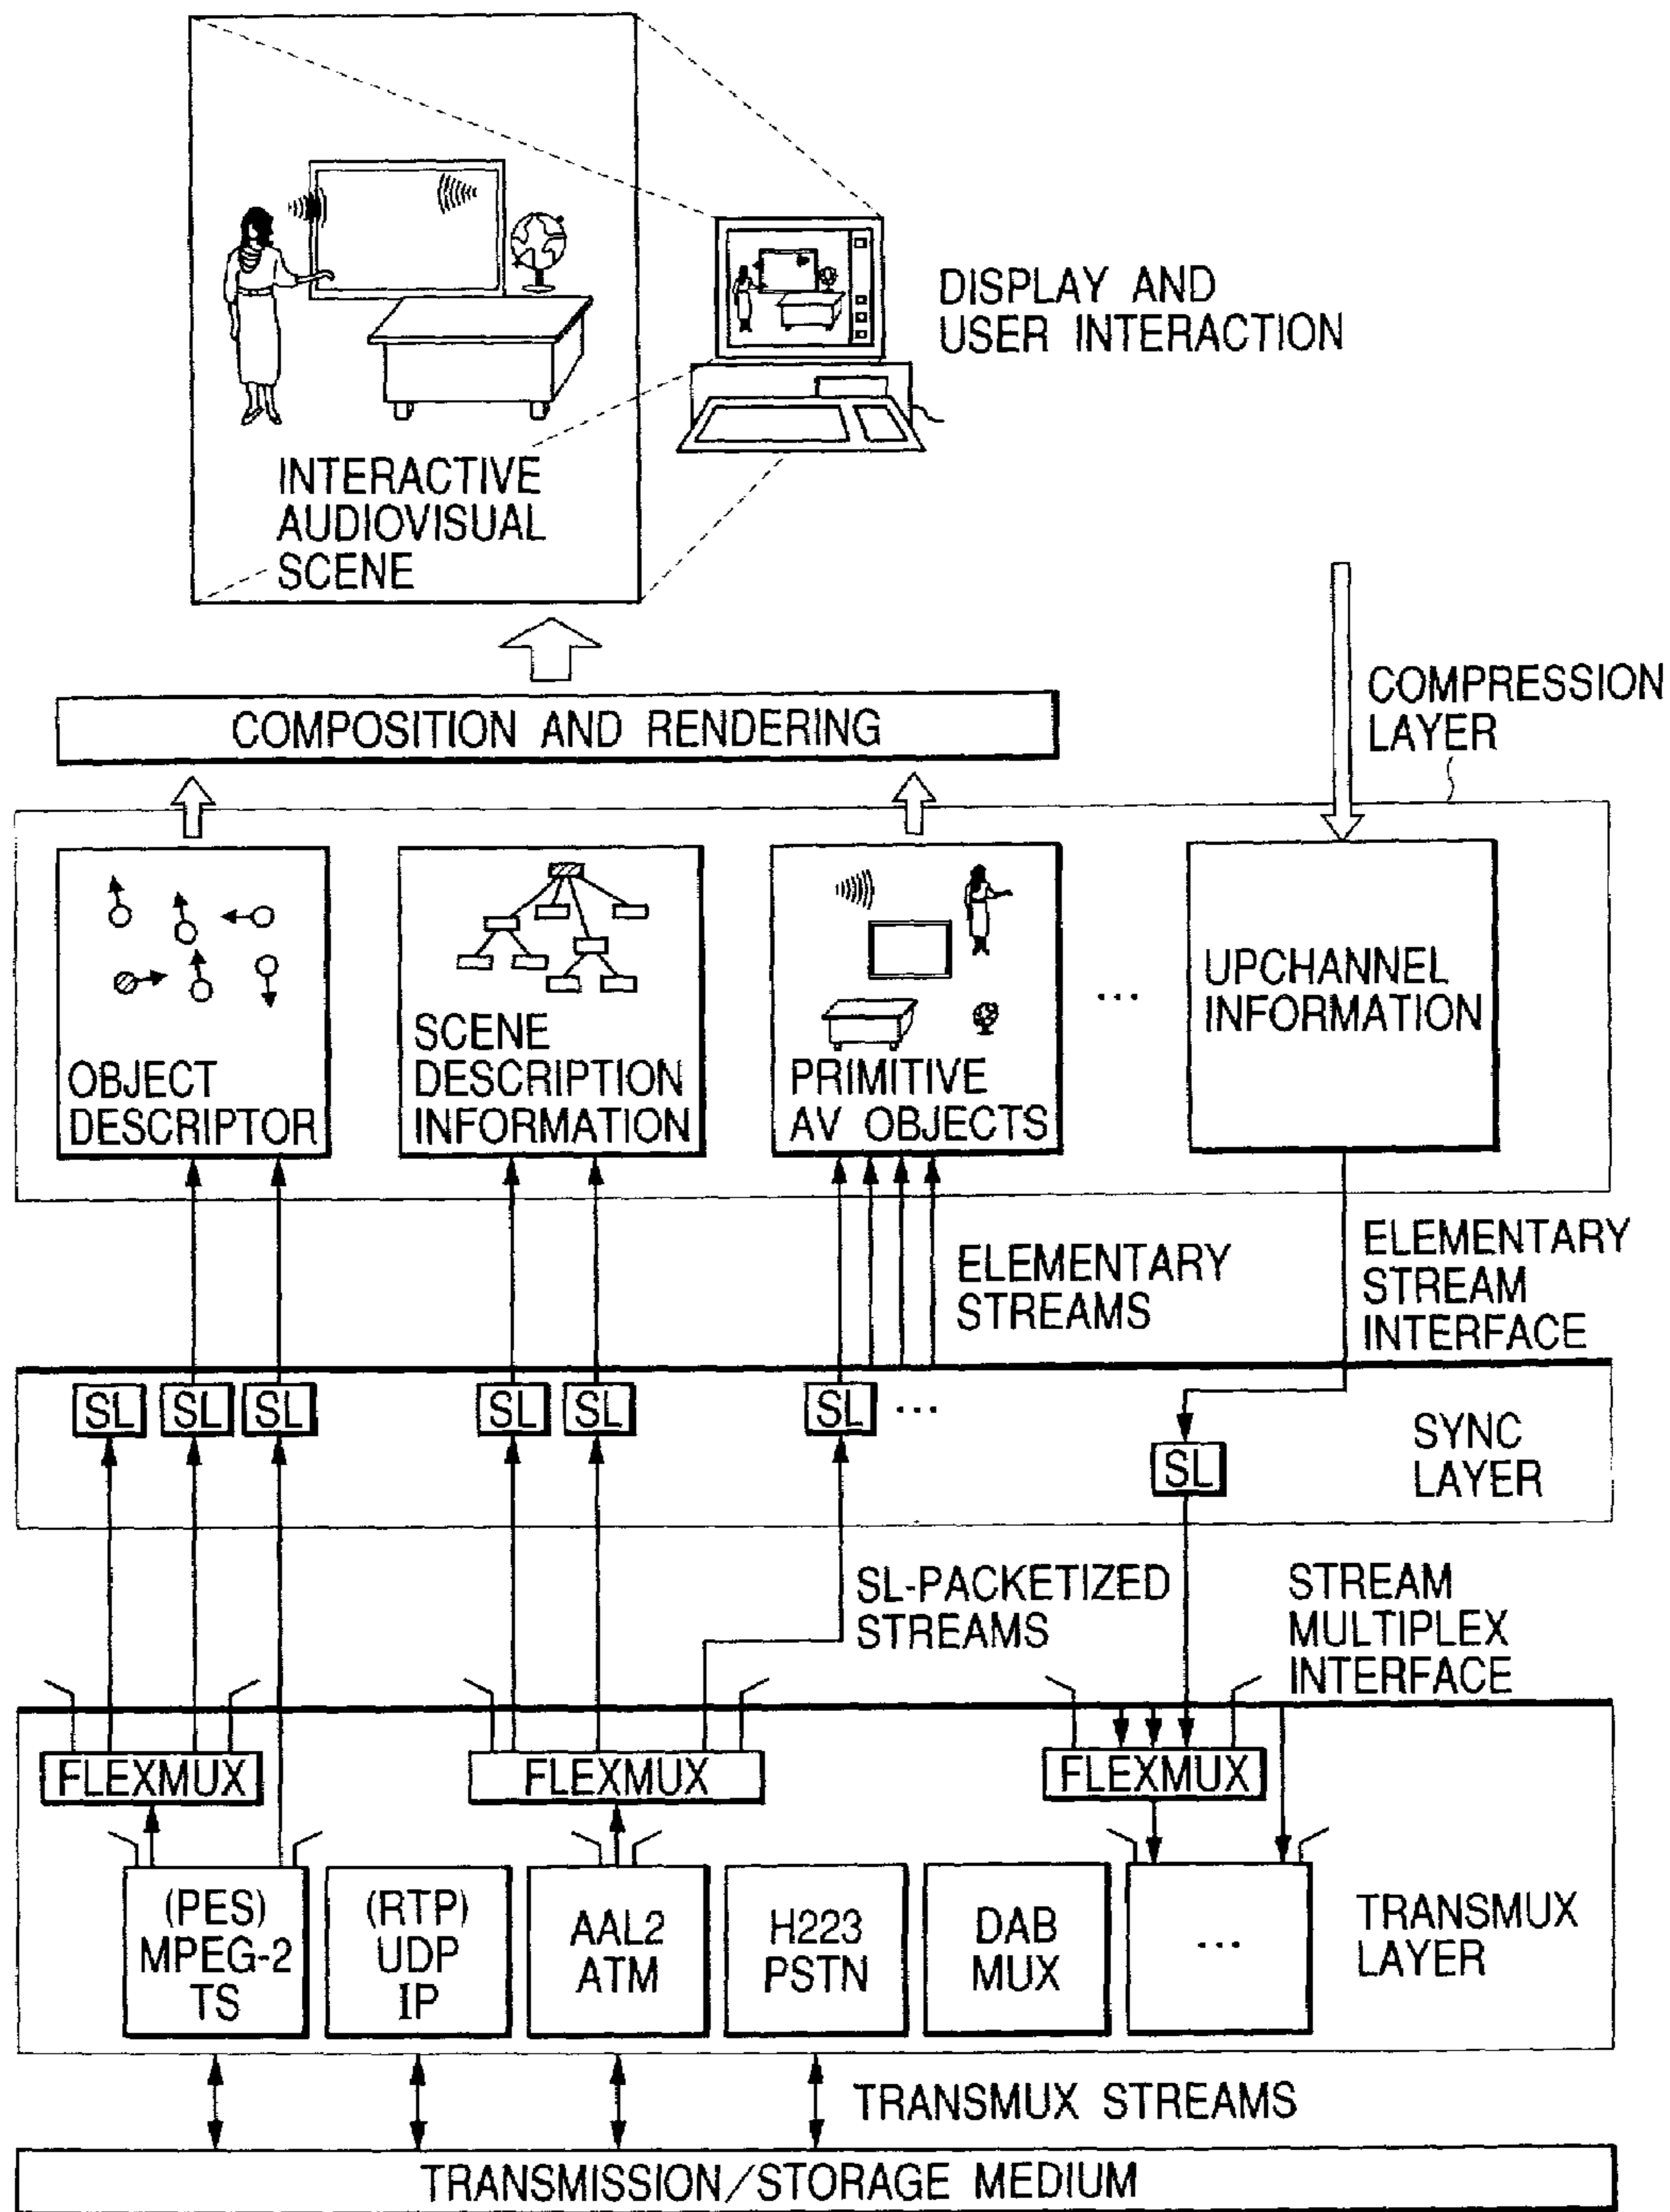 DISPLAY AND
USER INTERACTION
INTERACTIVE
AUDIOVISUAL
SCENE
COMPRESSION
LAYER
COMPOSITION AND RENDERING
OBJECT
DESCRIPTOR
SCENE
DESCRIPTION
INFORMATION
PRIMITIVE
AV OBJECTS
...
UPCHANNEL
INFORMATION
ELEMENTARY
STREAMS
ELEMENTARY
STREAM
INTERFACE
SL SL SL SL SL SL ...
SL
SYNC
LAYER
SL-PACKETIZED
STREAMS
STREAM
MULTIPLEX
INTERFACE
FLEXMUX FLEXMUX FLEXMUX
(PES)
MPEG-2
TS
(RTP)
UDP
IP
AAL2
ATM
H223
PSTN
DAB
MUX
...
TRANSMUX
LAYER
TRANSMUX STREAMS
TRANSMISSION/STORAGE MEDIUM